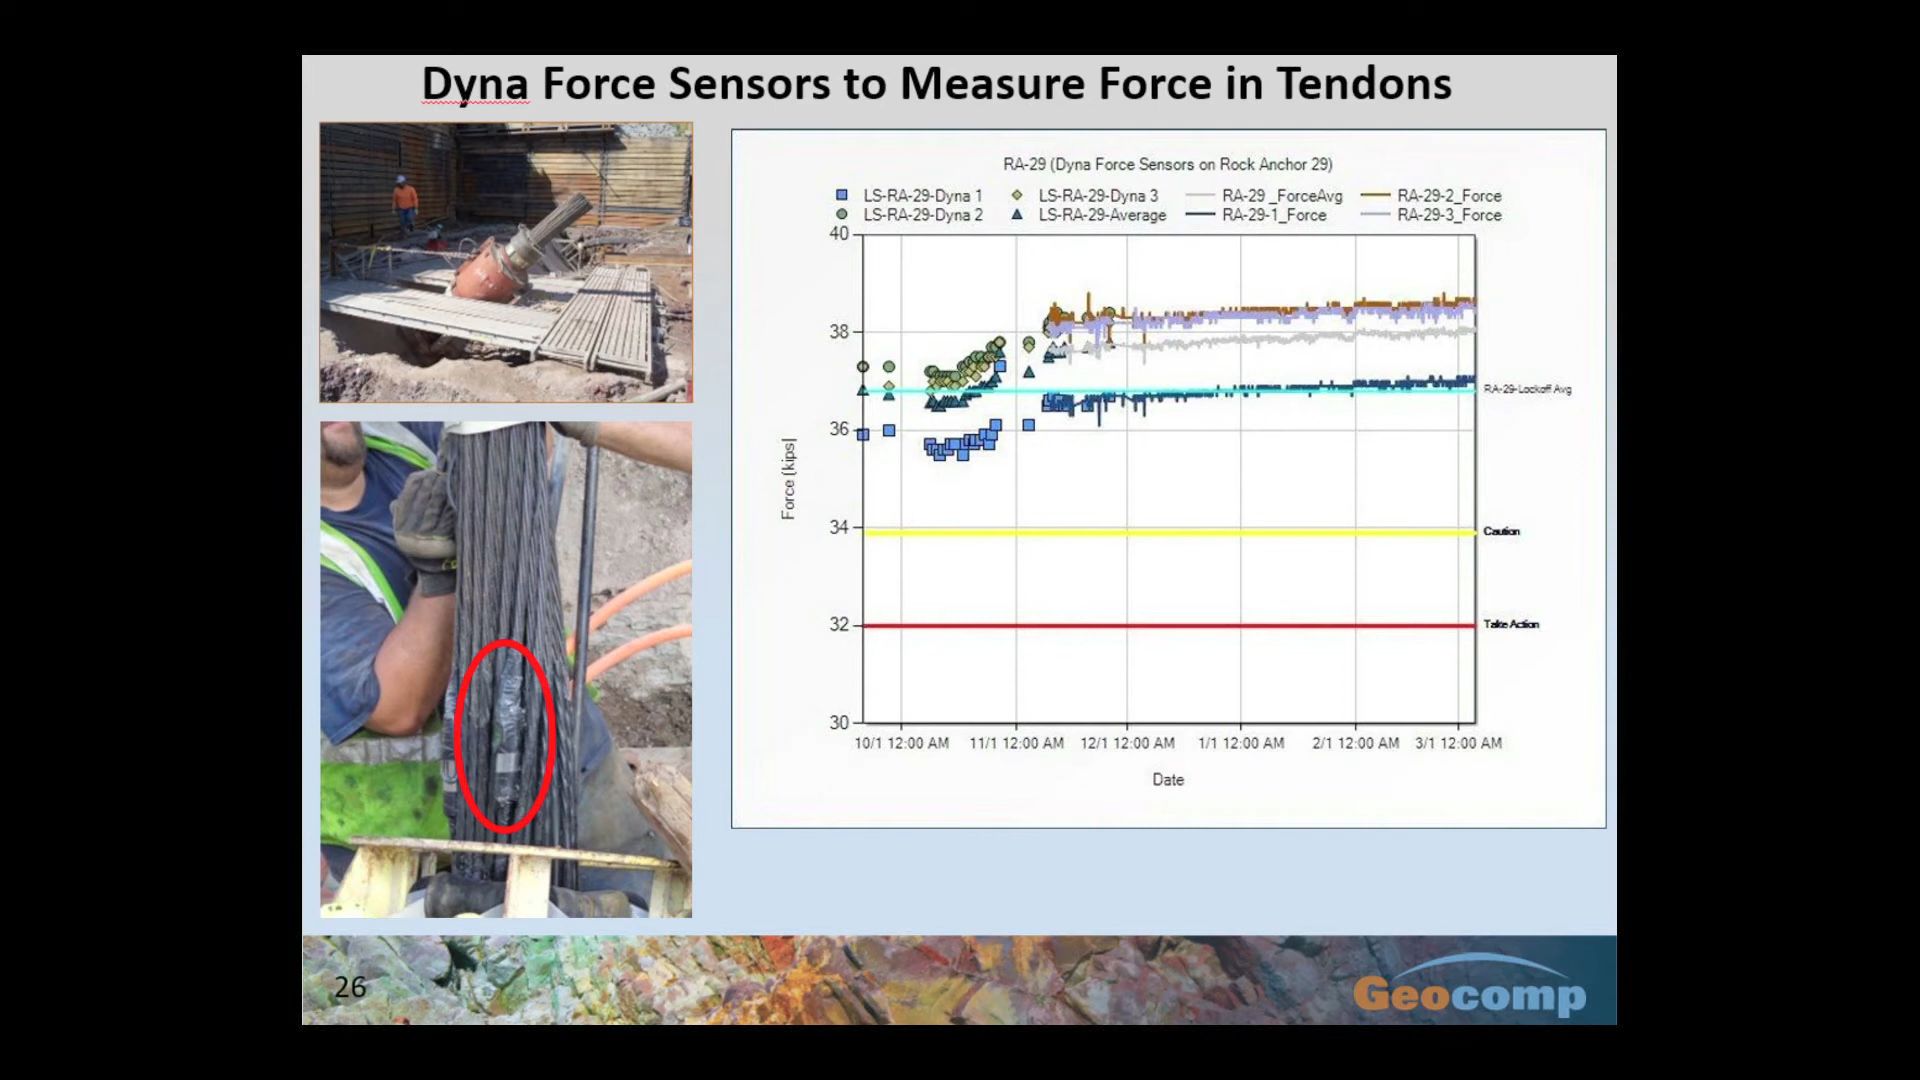 Dyna Force Sensors to Measure Force in Tendons
RA-29 (Dyna Force Sensors on Rock Anchor 29)
LS-RA-29-Dyna 1 LS-RA-29-Dyna 3 RA-29 _ForceAvg RA-29-2_Force
LS-RA-29-Dyna 2 LS-RA-29-Average RA-29-1_Force RA-29-3_Force
40
38
RA-29-Lockoff Avg
36
Force (kips)
34
Caution
32
Take Action
30
10/1 12:00 AM 11/1 12:00 AM 12/1 12:00 AM 1/1 12:00 AM 2/1 12:00 AM 3/1 12:00 AM
Date
26
Geocomp